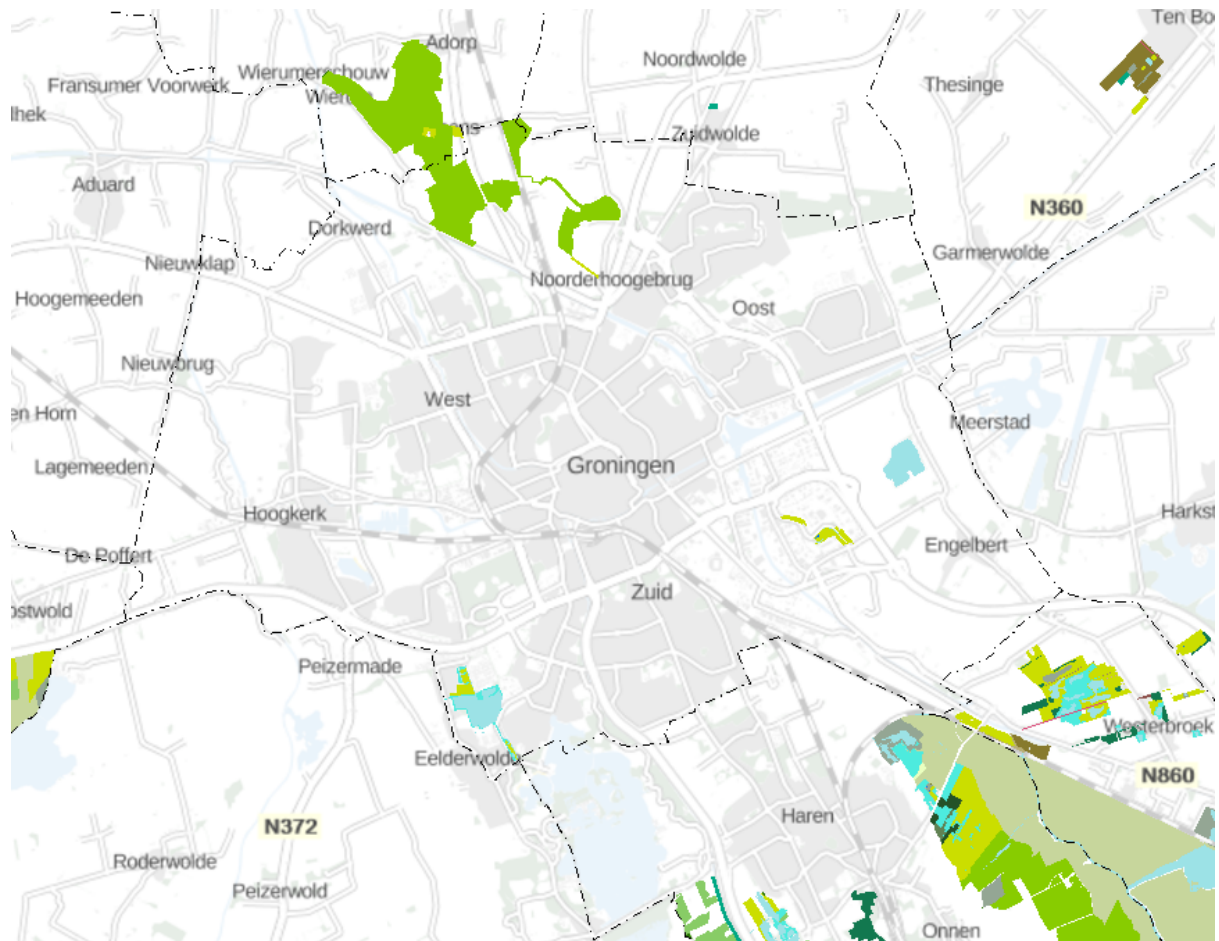 Ten Bo
Adorp
Noordwolde
Wierumerschouw
Fransumer Voorwerk
Thesinge
lhek
Zuidwolde
Aduard
N360
Dorkwerd
Garmerwolde
Nieuwklap
Noorderhoogebrug
Hoogemeeden
Oost
Nieuwbrug
West
en Horn
Meerstad
Lagemeeden
Groningen
Hoogkerk
Harkst
Engelbert
De Poffert
Zuid
ostwold
Peizermade
Westerbroek
Eelderwolde
N860
Haren
N372
Roderwolde
Peizerwold
Onnen